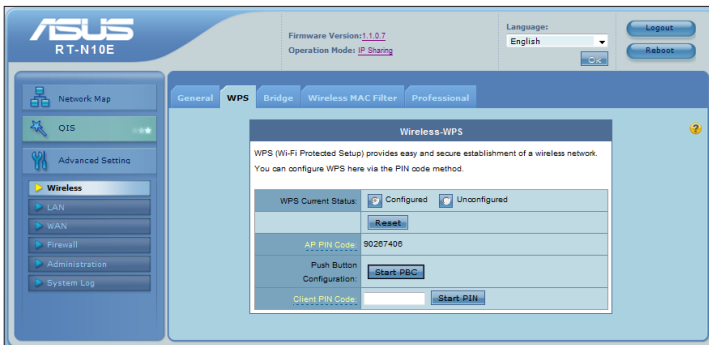 ASUS
RT-N10E
Firmware Version:1.1.0.7
Operation Mode: IP Sharing
Language:
English
OK
Logout
Reboot
Network Map
QIS
Advanced Setting
Wireless
LAN
WAN
Firewall
Administration
System Log
General WPS Bridge Wireless MAC Filter Professional
Wireless-WPS
WPS (Wi-Fi Protected Setup) provides easy and secure establishment of a wireless network.
You can configure WPS here via the PIN code method.
WPS Current Status: Configured Unconfigured
Reset
AP PIN Code: 90267406
Push Button
Configuration: Start PBC
Client PIN Code: Start PIN